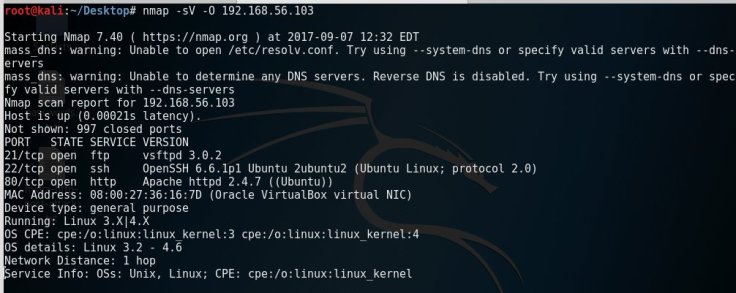 root@kali:~/Desktop# nmap -sV -O 192.168.56.103
Starting Nmap 7.40 ( https://nmap.org ) at 2017-09-07 12:32 EDT
mass_dns: warning: Unable to open /etc/resolv.conf. Try using --system-dns or specify valid servers with --dns-
ervers
mass_dns: warning: Unable to determine any DNS servers. Reverse DNS is disabled. Try using --system-dns or spec
fy valid servers with --dns-servers
Nmap scan report for 192.168.56.103
Host is up (0.00021s latency).
Not shown: 997 closed ports
PORT   STATE SERVICE VERSION
21/tcp open  ftp     vsftpd 3.0.2
22/tcp open  ssh     OpenSSH 6.6.1p1 Ubuntu 2ubuntu2 (Ubuntu Linux; protocol 2.0)
80/tcp open  http    Apache httpd 2.4.7 ((Ubuntu))
MAC Address: 08:00:27:36:16:7D (Oracle VirtualBox virtual NIC)
Device type: general purpose
Running: Linux 3.X|4.X
OS CPE: cpe:/o:linux:linux_kernel:3 cpe:/o:linux:linux_kernel:4
OS details: Linux 3.2 - 4.6
Network Distance: 1 hop
Service Info: OSs: Unix, Linux; CPE: cpe:/o:linux:linux_kernel